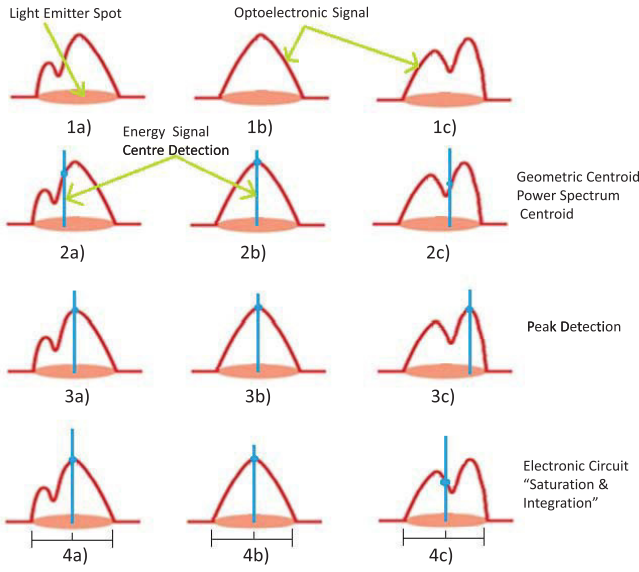 Light Emitter Spot
Optoelectronic Signal
1a)
1b)
1c)
Energy Signal
Centre Detection
2a)
2b)
2c)
Geometric Centroid
Power Spectrum
Centroid
3a)
3b)
3c)
Peak Detection
4a)
4b)
4c)
Electronic Circuit
“Saturation &
Integration”